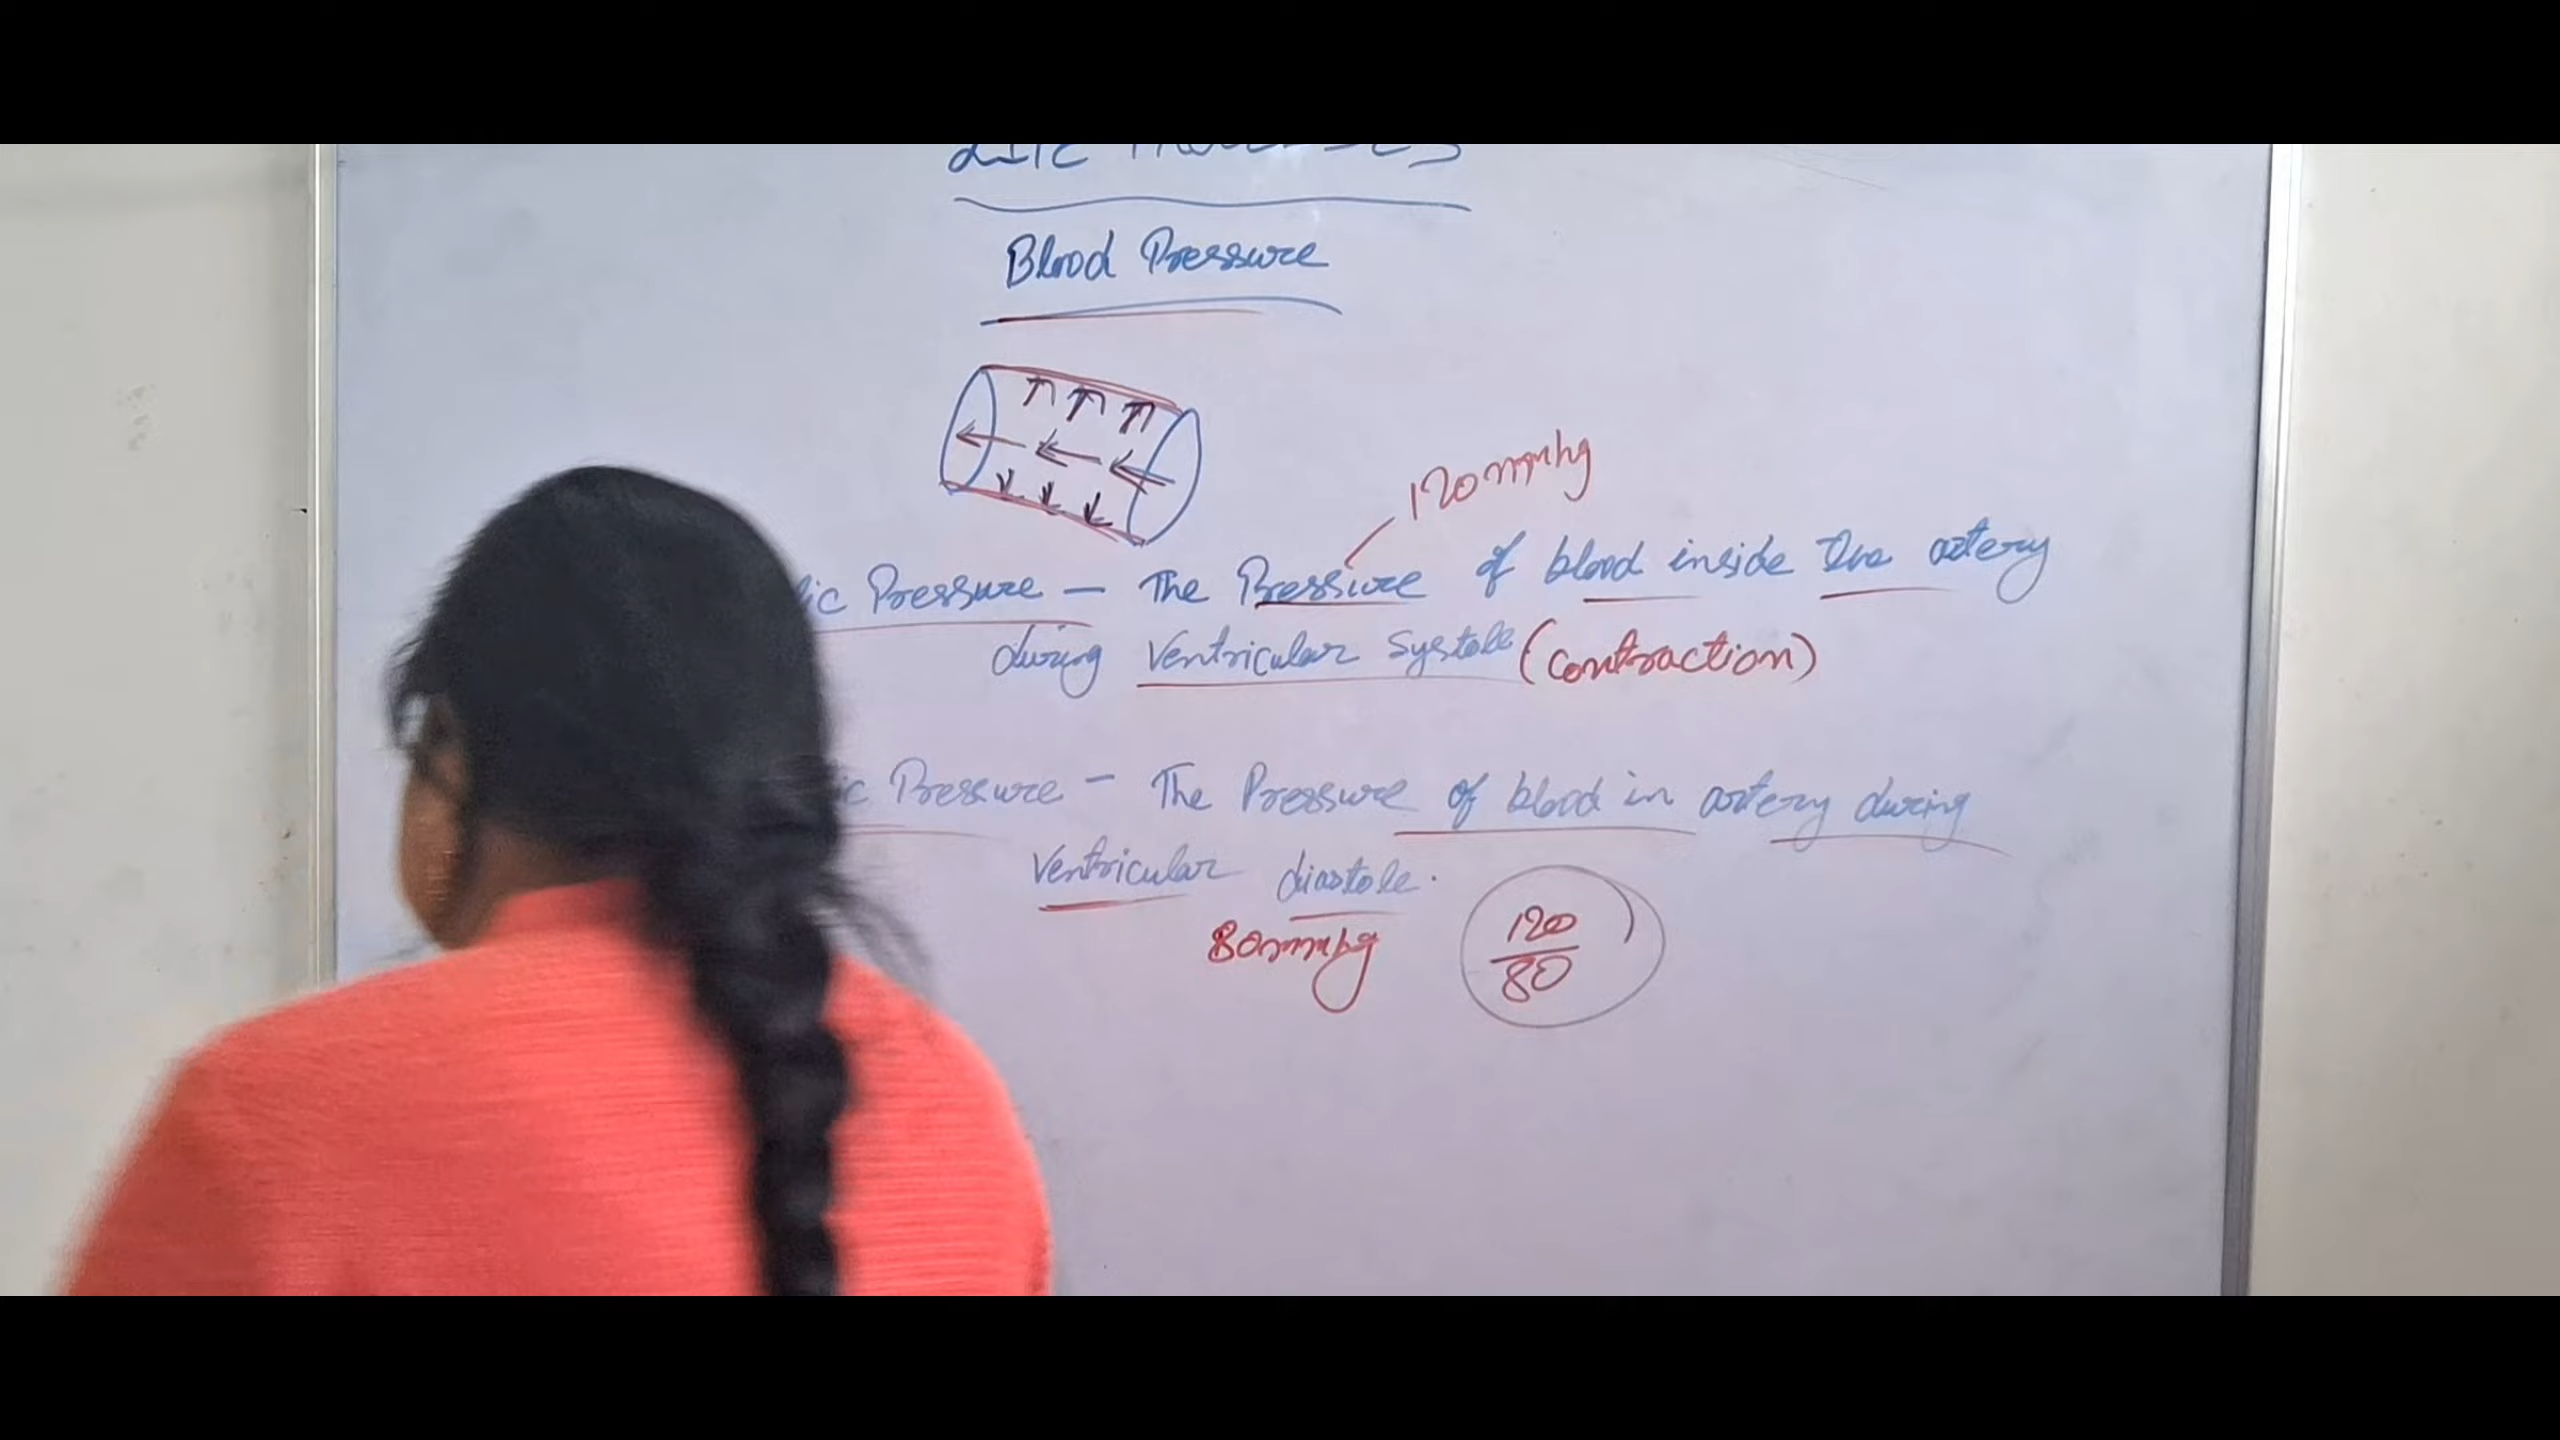 Blood Pressure
120mmhg
ic Pressure - The Pressure of blood inside the artery
during ventricular systole (contraction)
ic Pressure - The Pressure of blood in artery during
ventricular diastole.
80mmhg
120
80